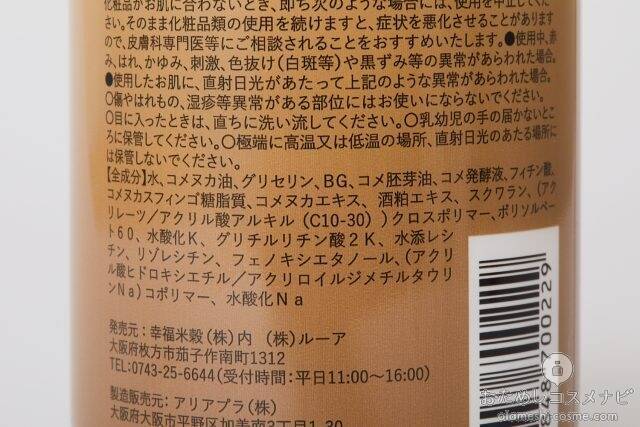 化粧品がお肌に合わないとき、即ち次のような場合には、使用を中止してくだ
さい。そのまま化粧品類の使用を続けますと、症状を悪化させることがあります
ので、皮膚科専門医等にご相談されることをおすすめいたします。●使用中、赤
み、はれ、かゆみ、刺激、色抜け(白斑等)や黒ずみ等の異常があらわれた場合。
●使用したお肌に、直射日光があたって上記のような異常があらわれた場合。
○傷やはれもの、湿疹等異常がある部位にはお使いにならないでください。
○目に入ったときは、直ちに洗い流してください。○乳幼児の手の届かないとこ
ろに保管してください。○極端に高温又は低温の場所、直射日光のあたる場所に
は保管しないでください。
【全成分】水、コメヌカ油、グリセリン、BG、コメ胚芽油、コメ発酵液、フィチン酸、
コメヌカスフィンゴ糖脂質、コメヌカエキス、酒粕エキス、スクワラン、(アク
リレーツ/アクリル酸アルキル(C10-30))クロスポリマー、ポリソルベー
ト60、水酸化K、グリチルリチン酸2K、水添レシ
チン、リゾレシチン、フェノキシエタノール、(アクリ
ル酸ヒドロキシエチル/アクリロイルジメチルタウリ
ンNa)コポリマー、水酸化Na
発売元:幸福米穀(株)内 (株)ルーア
大阪府枚方市茄子作南町1312
TEL:0743-25-6644(受付時間:平日11:00〜16:00)
製造販売元:アリアプラ(株)
大阪府大阪市平野区加美南3丁目1-30
700229
おためしコスメナビ
otameshi-cosme.com